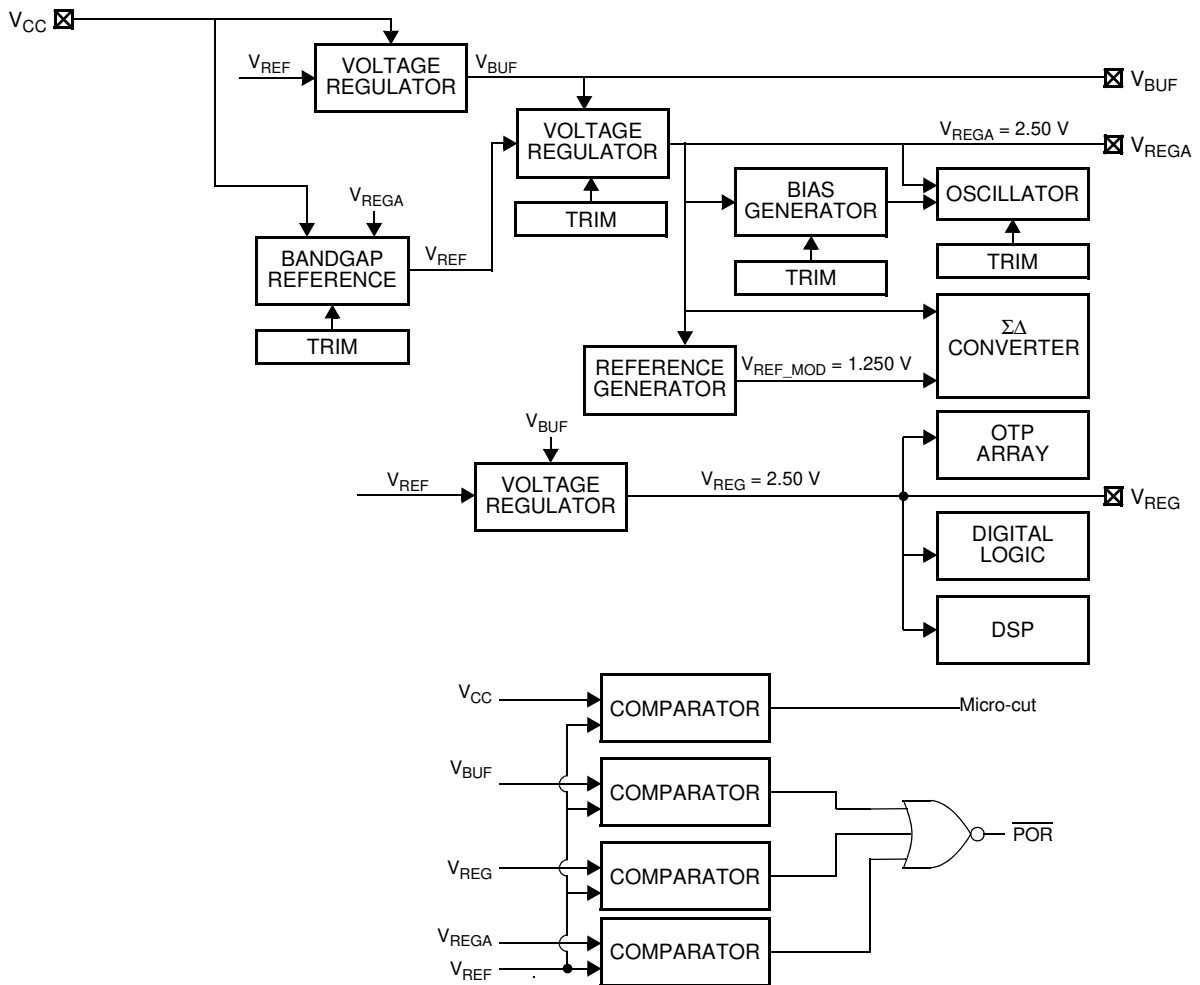 VCC
VREF
VOLTAGE
REGULATOR
VBUF
VBUF
VOLTAGE
REGULATOR
VREGA = 2.50 V
VREGA
TRIM
BIAS
GENERATOR
OSCILLATOR
TRIM
TRIM
VREGA
BANDGAP
REFERENCE
VREF
TRIM
REFERENCE
GENERATOR
VREF_MOD = 1.250 V
ΣΔ
CONVERTER
VBUF
VREF
VOLTAGE
REGULATOR
VREG = 2.50 V
VREG
OTP
ARRAY
DIGITAL
LOGIC
DSP
VCC
COMPARATOR
Micro-cut
VBUF
COMPARATOR
POR
VREG
COMPARATOR
VREGA
VREF
COMPARATOR